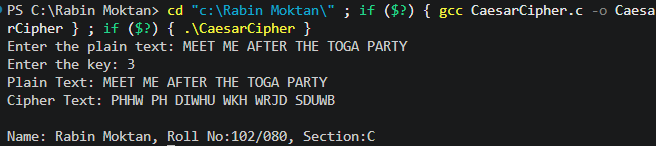 PS C:\Rabin Moktan> cd "c:\Rabin Moktan\" ; if ($?) { gcc CaesarCipher.c -o Caesa
rCipher } ; if ($?) { .\CaesarCipher }
Enter the plain text: MEET ME AFTER THE TOGA PARTY
Enter the key: 3
Plain Text: MEET ME AFTER THE TOGA PARTY
Cipher Text: PHHW PH DIWHU WKH WRJD SDUWB
Name: Rabin Moktan, Roll No:102/080, Section:C